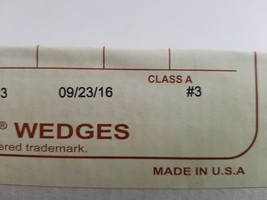 CLASS A
3 09/23/16 #3
® WEDGES
ered trademark.
MADE IN U.S.A